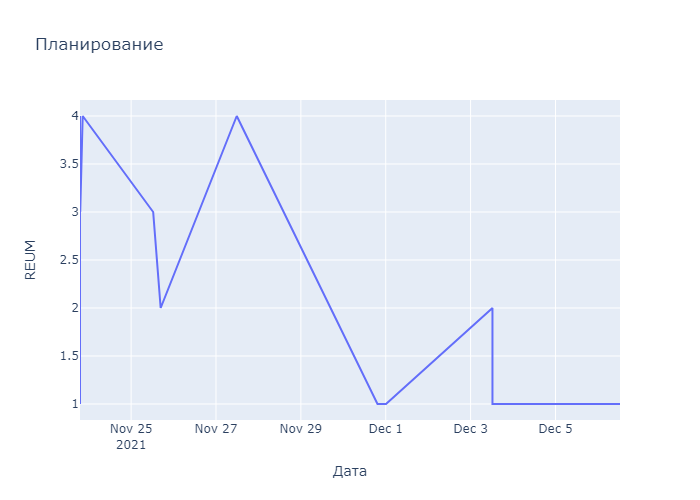 Планирование
4
3.5
3
2.5
2
1.5
1
REUM
Nov 25
2021
Nov 27
Nov 29
Dec 1
Dec 3
Dec 5
Дата